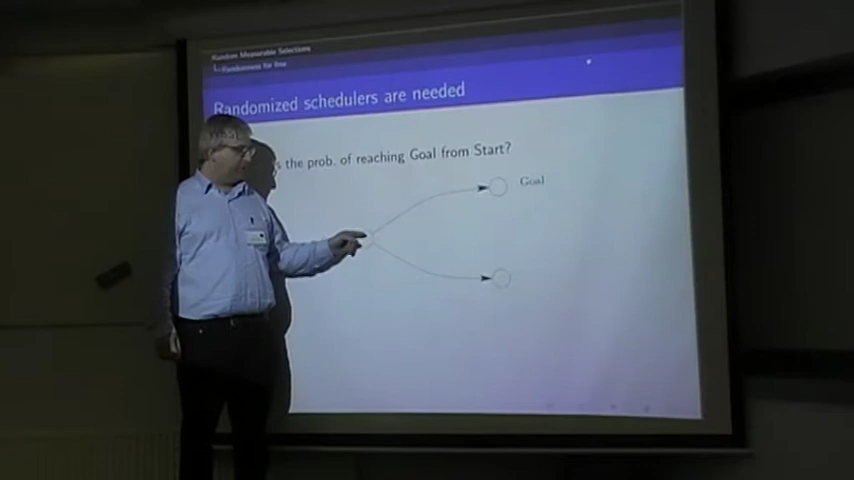 Random Measurable Selections
Randomness for free
Randomized schedulers are needed
the prob. of reaching Goal from Start?
Goal